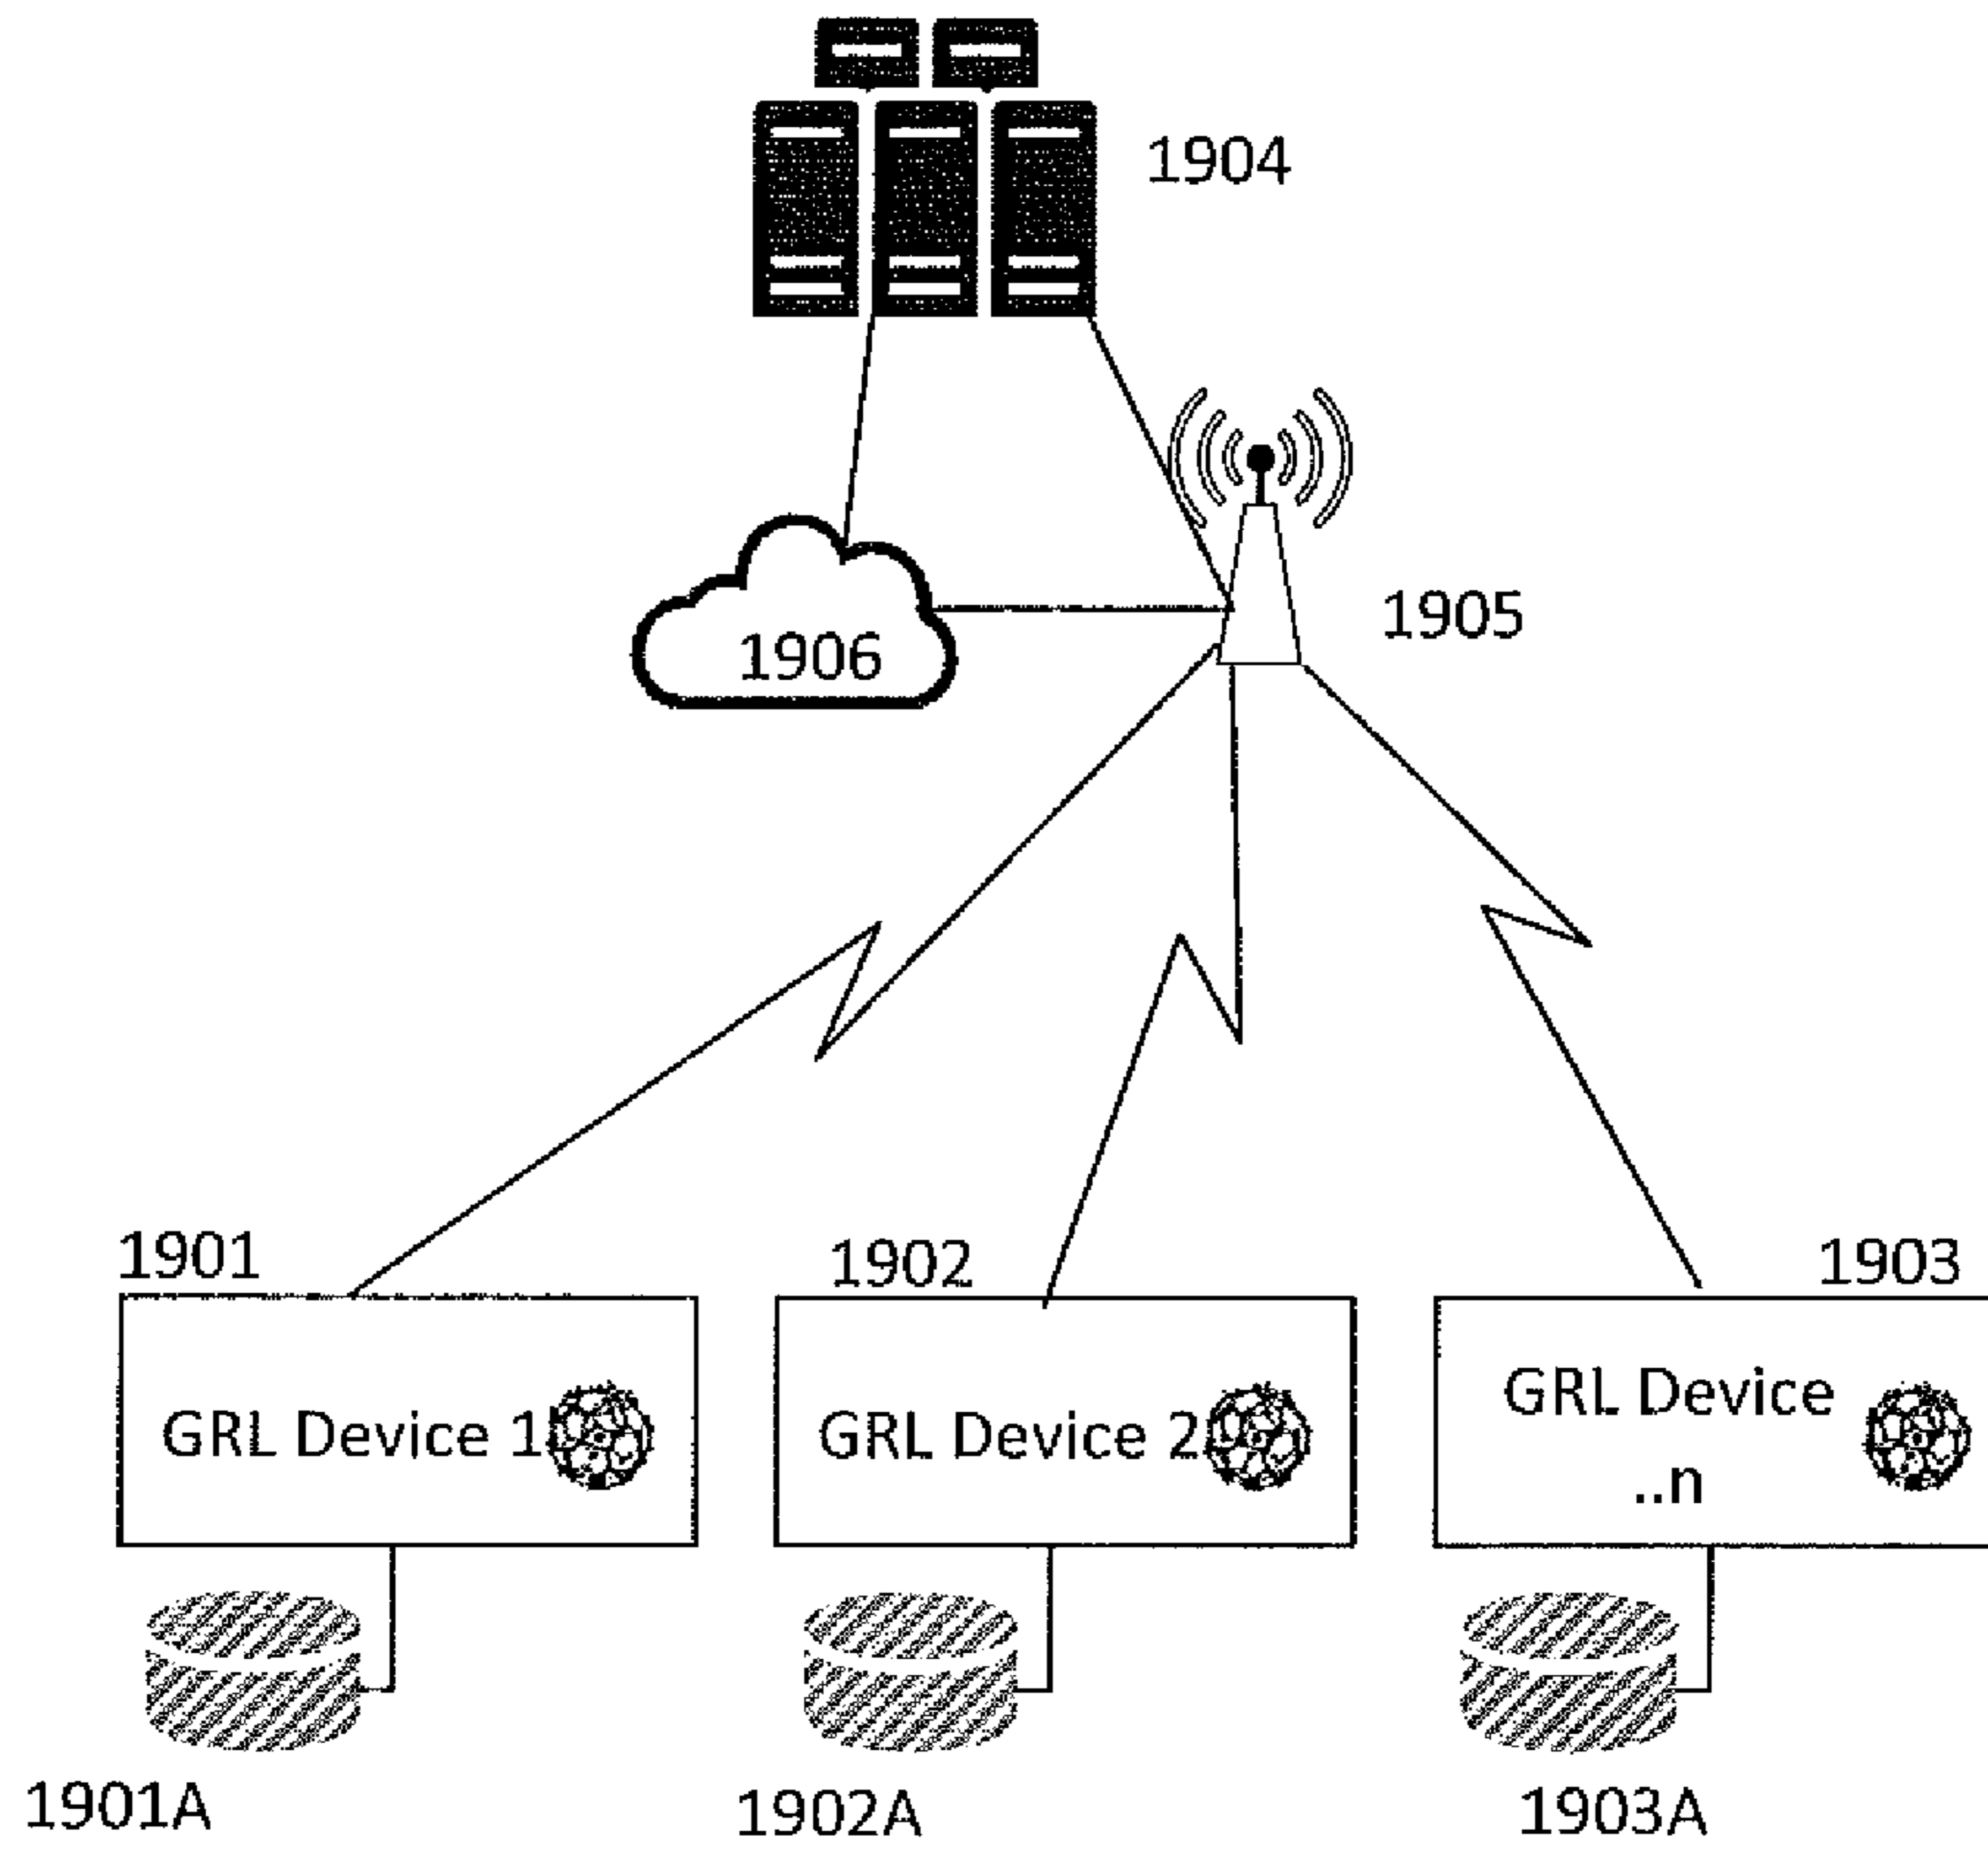 1904
1905
1906
1901
1902
1903
GRL Device 1
GRL Device 2
GRL Device
..n
1901A
1902A
1903A